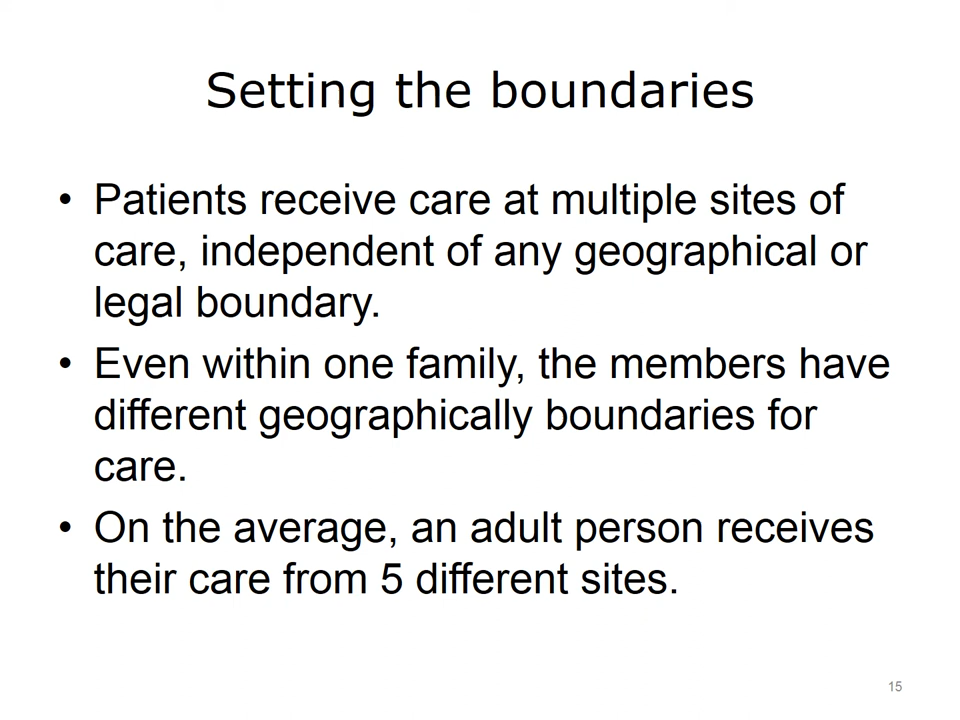 Setting the boundaries
• Patients receive care at multiple sites of
care, independent of any geographical or
legal boundary.
• Even within one family, the members have
different geographically boundaries for
care.
• On the average, an adult person receives
their care from 5 different sites.
15